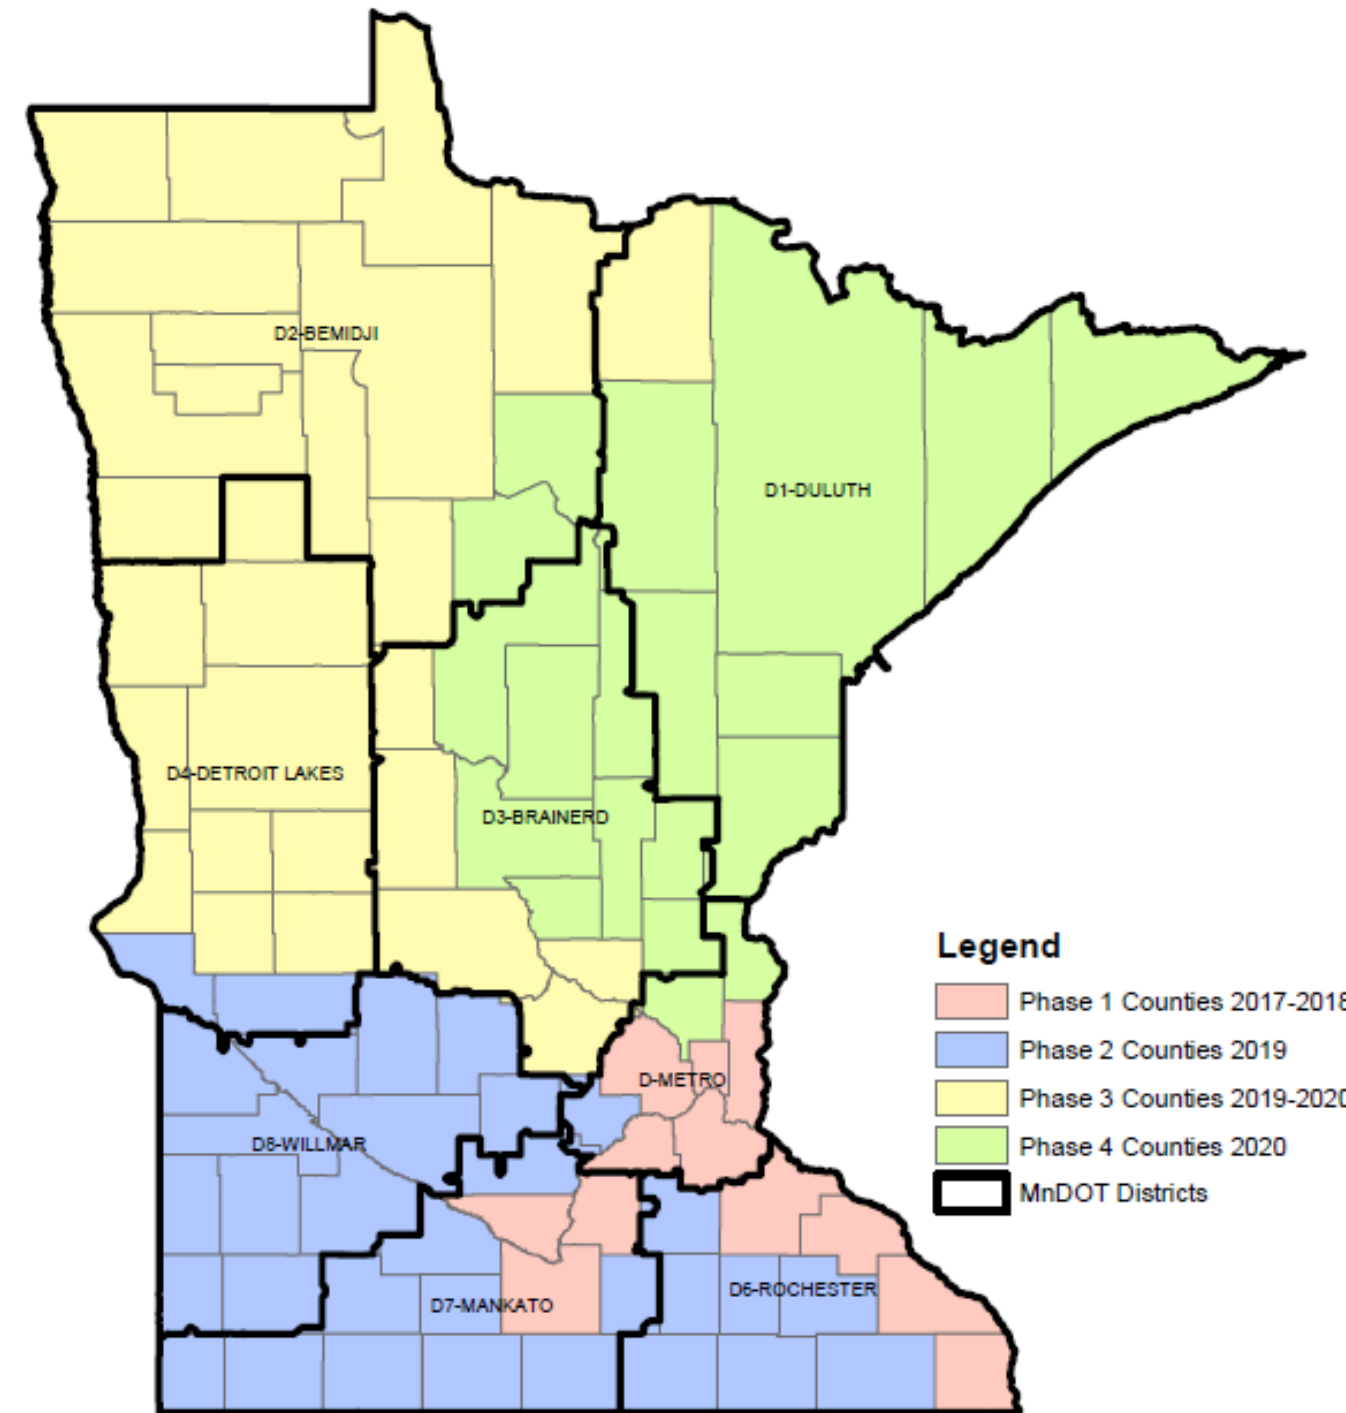 D2-BEMIDJI
D1-DULUTH
D4-DETROIT LAKES
D3-BRAINERD
Legend
Phase 1 Counties 2017-2018
Phase 2 Counties 2019
D-METRO
Phase 3 Counties 2019-2020
D8-WILLMAR
Phase 4 Counties 2020
MnDOT Districts
D6-ROCHESTER
D7-MANKATO